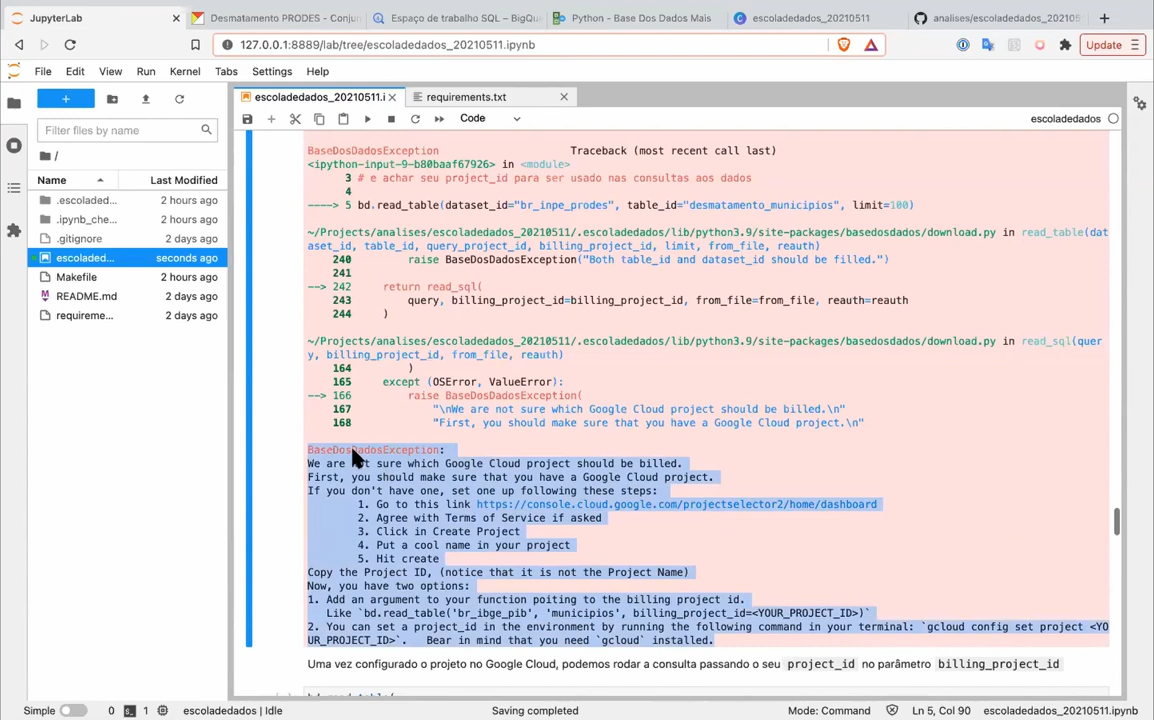 JupyterLab
Desmatamento PRODES - Conjun
Espaço de trabalho SQL – BigQu
Python - Base Dos Dados Mais
escoladedados_20210511
analises/escoladedados_202105
127.0.0.1:8889/lab/tree/escoladedados_20210511.ipynb
Update
File Edit View Run Kernel Tabs Settings Help
escoladedados_20210511.i
requirements.txt
Code
escoladedados
Filter files by name
/
Name Last Modified
.escoladed... 2 hours ago
.ipynb_che... 2 hours ago
.gitignore 2 days ago
escoladed... seconds ago
Makefile 2 hours ago
README.md 2 days ago
requireme... 2 days ago
BaseDosDadosException Traceback (most recent call last)
<ipython-input-9-b80baaf67926> in <module>
3 # e achar seu project_id para ser usado nas consultas aos dados
4
----> 5 bd.read_table(dataset_id="br_inpe_prodes", table_id="desmatamento_municipios", limit=100)
~/Projects/analises/escoladedados_20210511/.escoladedados/lib/python3.9/site-packages/basedosdados/download.py in read_table(dat
aset_id, table_id, query_project_id, billing_project_id, limit, from_file, reauth)
240 raise BaseDosDadosException("Both table_id and dataset_id should be filled.")
241
--> 242 return read_sql(
243 query, billing_project_id=billing_project_id, from_file=from_file, reauth=reauth
244 )
~/Projects/analises/escoladedados_20210511/.escoladedados/lib/python3.9/site-packages/basedosdados/download.py in read_sql(quer
y, billing_project_id, from_file, reauth)
164 )
165 except (OSError, ValueError):
--> 166 raise BaseDosDadosException(
167 "\nWe are not sure which Google Cloud project should be billed.\n"
168 "First, you should make sure that you have a Google Cloud project.\n"
BaseDosDadosException:
We are not sure which Google Cloud project should be billed.
First, you should make sure that you have a Google Cloud project.
If you don't have one, set one up following these steps:
1. Go to this link https://console.cloud.google.com/projectselector2/home/dashboard
2. Agree with Terms of Service if asked
3. Click in Create Project
4. Put a cool name in your project
5. Hit create
Copy the Project ID, (notice that it is not the Project Name)
Now, you have two options:
1. Add an argument to your function poiting to the billing project id.
Like `bd.read_table('br_ibge_pib', 'municipios', billing_project_id=<YOUR_PROJECT_ID>)`
2. You can set a project_id in the environment by running the following command in your terminal: `gcloud config set project <YO
UR_PROJECT_ID>`. Bear in mind that you need `gcloud` installed.
Uma vez configurado o projeto no Google Cloud, podemos rodar a consulta passando o seu project_id no parâmetro billing_project_id
Simple 0 1 escoladedados | Idle Saving completed Mode: Command Ln 5, Col 90 escoladedados_20210511.ipynb